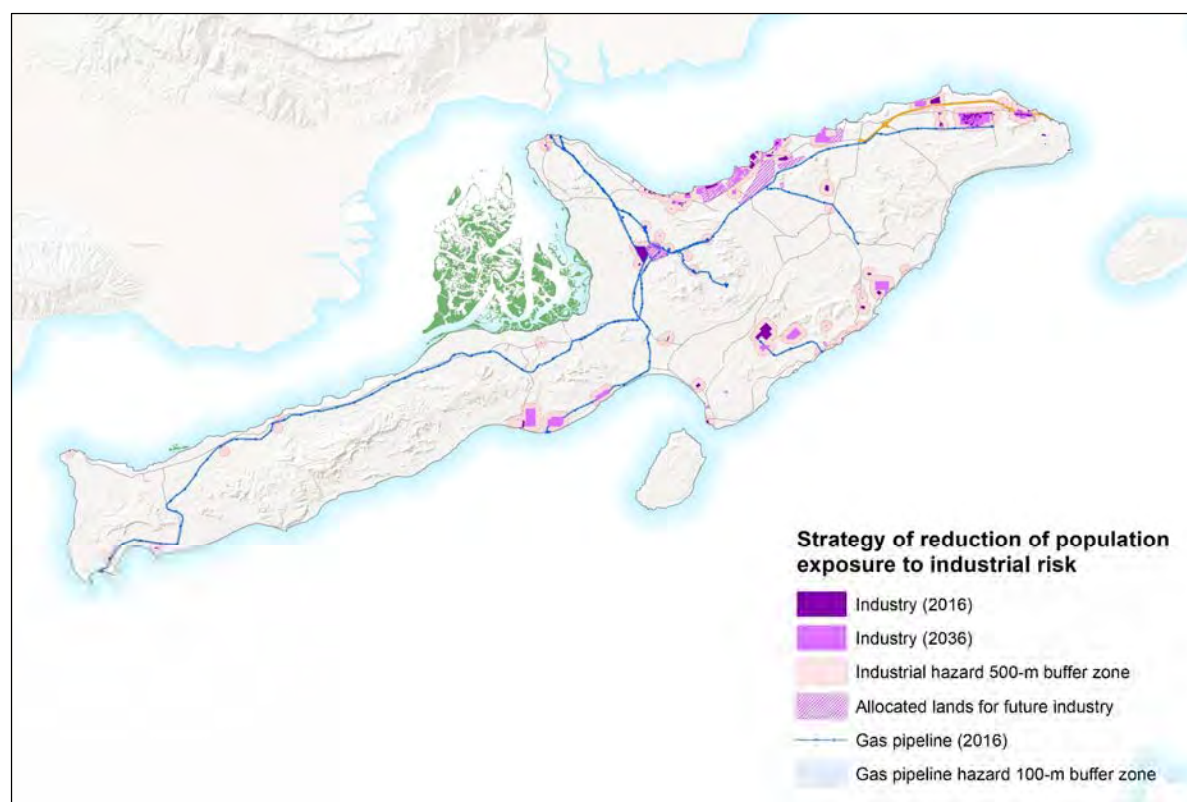 Strategy of reduction of population
exposure to industrial risk
Industry (2016)
Industry (2036)
Industrial hazard 500-m buffer zone
Allocated lands for future industry
Gas pipeline (2016)
Gas pipeline hazard 100-m buffer zone